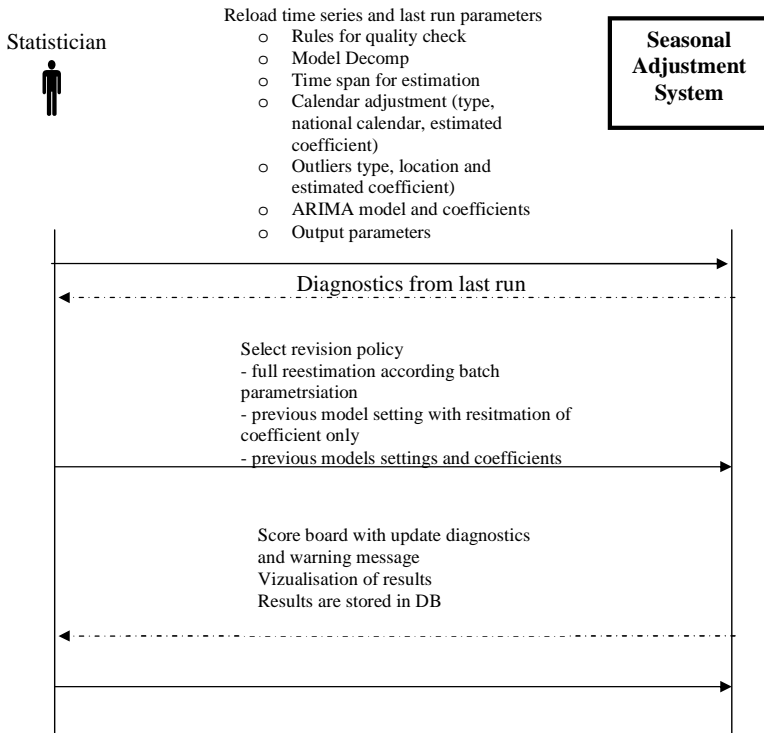 Statistician
Reload time series and last run parameters
o Rules for quality check
o Model Decomp
o Time span for estimation
o Calendar adjustment (type,
national calendar, estimated
coefficient)
o Outliers type, location and
estimated coefficient)
o ARIMA model and coefficients
o Output parameters
Seasonal
Adjustment
System
Diagnostics from last run
Select revision policy
- full reestimation according batch
parametrsiation
- previous model setting with resitmation of
coefficient only
- previous models settings and coefficients
Score board with update diagnostics
and warning message
Vizualisation of results
Results are stored in DB